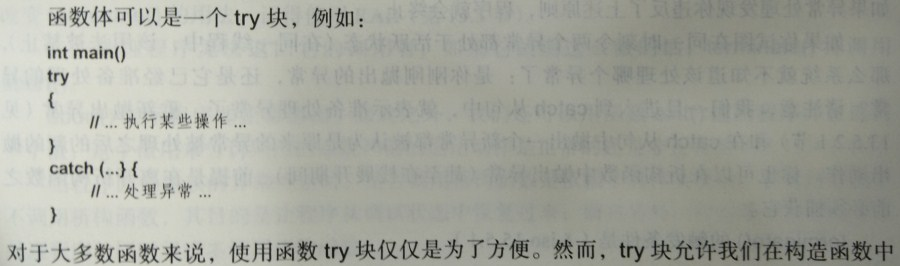 函数体可以是一个 try 块，例如：
int main()
try
{
// ... 执行某些操作 ...
}
catch (...} {
// ... 处理异常 ...
}
对于大多数函数来说，使用函数 try 块仅仅是为了方便。然而，try 块允许我们在构造函数中